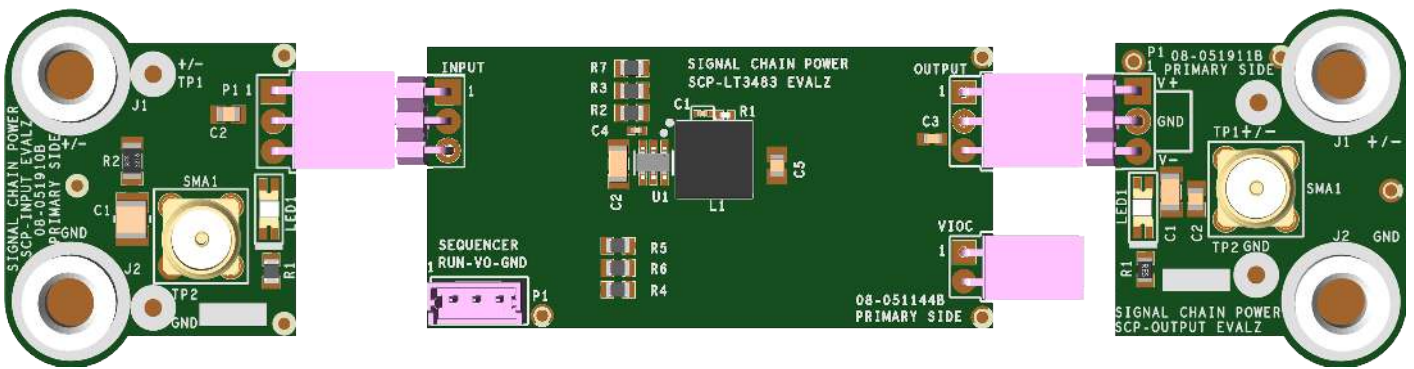 +/-
TP1
J1
P1 1
C2
+/-
R2
SMA1
C1
LED1
GND
J2
R1
TP2
GND
SIGNAL CHAIN POWER
SCP-INPUT EVALZ
08-051910B
PRIMARY SIDE
INPUT
1
R7
R3
R2
C4
SIGNAL CHAIN POWER
SCP-LT3483 EVALZ
C1
R1
C2
U1
L1
C5
OUTPUT
1
C3
R5
R6
R4
SEQUENCER
RUN-VO-GND
1
P1
VIOC
1
08-051144B
PRIMARY SIDE
P1
1
08-051911B
PRIMARY SIDE
V+
GND
V-
TP1+/-
J1
+/-
SMA1
LED1
C1
C2
R1
TP2 GND
J2
GND
SIGNAL CHAIN POWER
SCP-OUTPUT EVALZ